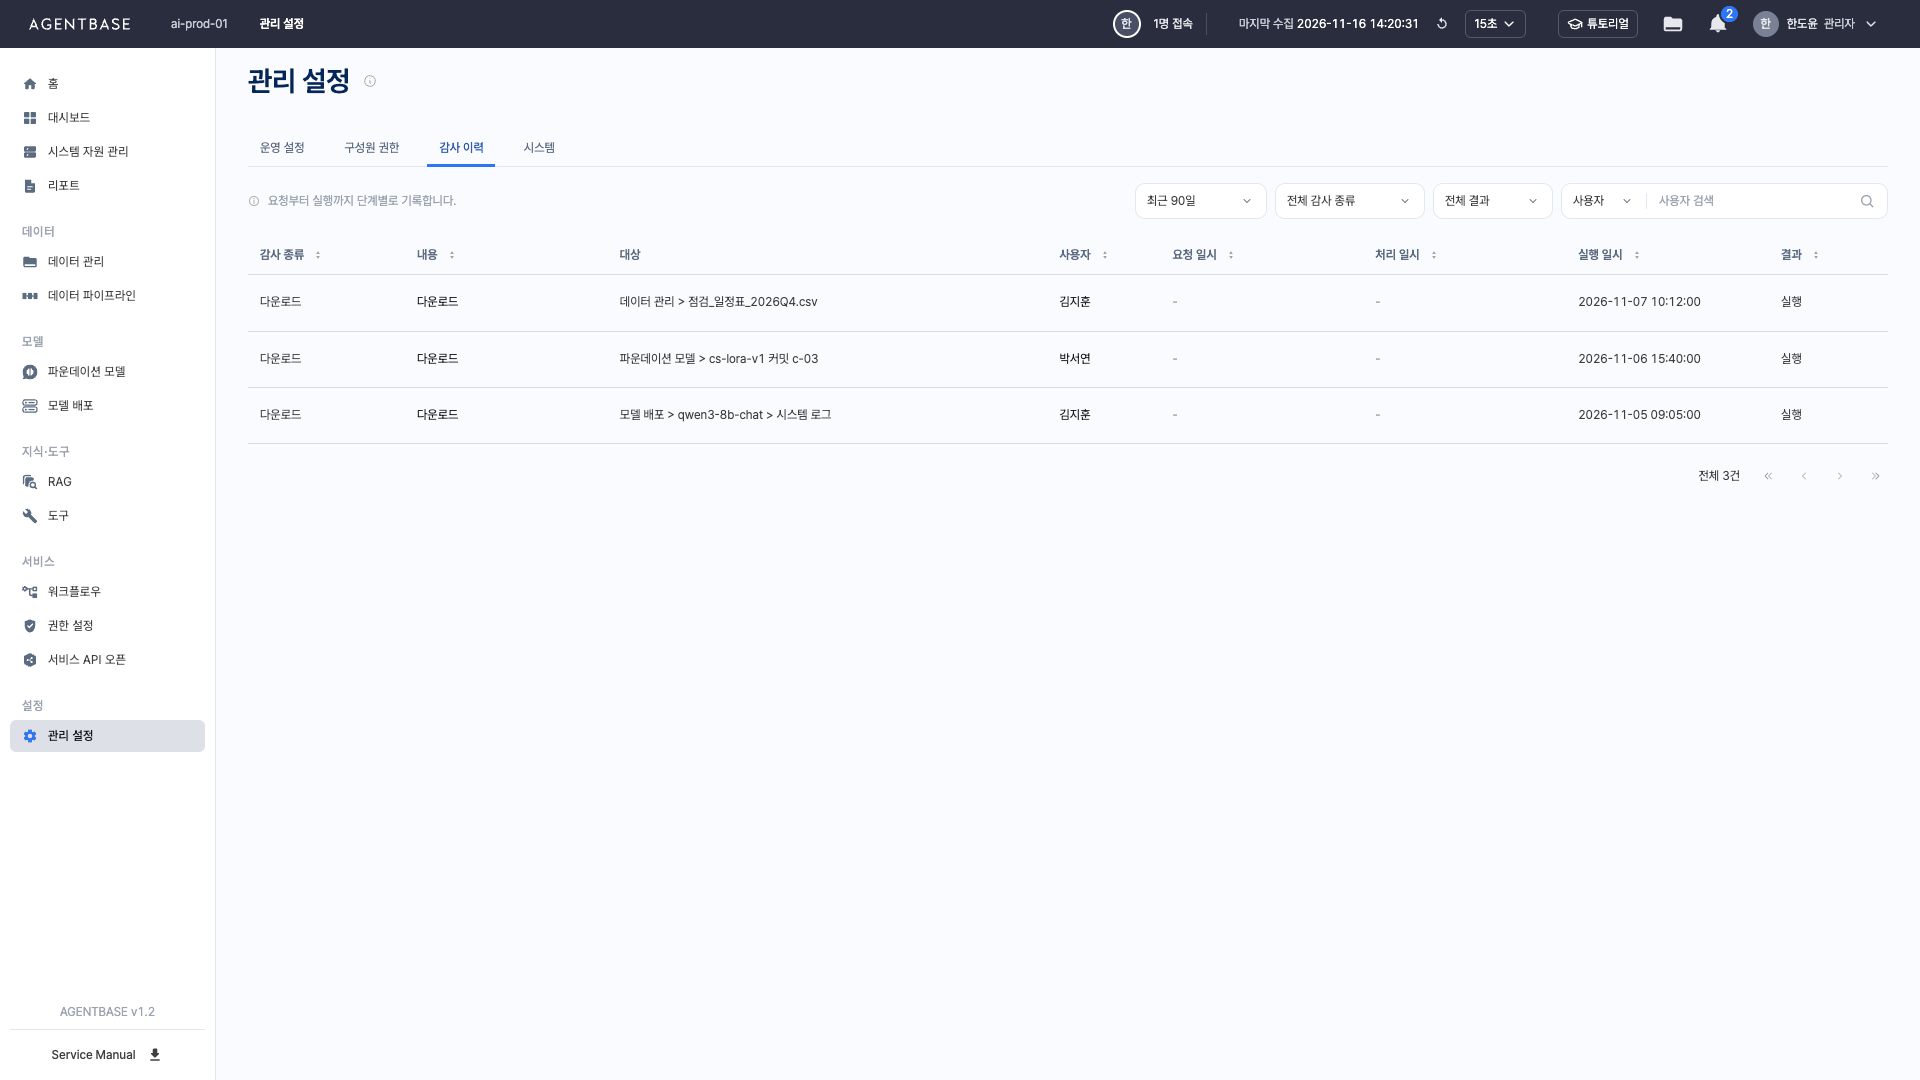 AGENTBASE ai-prod-01 관리 설정 한 1명 접속 마지막 수집 2026-11-16 14:20:31 15초 튜토리얼 2 한 한도윤 관리자
홈
대시보드
시스템 자원 관리
리포트
데이터
데이터 관리
데이터 파이프라인
모델
파운데이션 모델
모델 배포
지식·도구
RAG
도구
서비스
워크플로우
권한 설정
서비스 API 오픈
설정
관리 설정
AGENTBASE v1.2
Service Manual
관리 설정
운영 설정 구성원 권한 감사 이력 시스템
요청부터 실행까지 단계별로 기록합니다. 최근 90일 전체 감사 종류 전체 결과 사용자 사용자 검색
감사 종류 내용 대상 사용자 요청 일시 처리 일시 실행 일시 결과
다운로드 다운로드 데이터 관리 > 점검_일정표_2026Q4.csv 김지훈 - - 2026-11-07 10:12:00 실행
다운로드 다운로드 파운데이션 모델 > cs-lora-v1 커밋 c-03 박서연 - - 2026-11-06 15:40:00 실행
다운로드 다운로드 모델 배포 > qwen3-8b-chat > 시스템 로그 김지훈 - - 2026-11-05 09:05:00 실행
전체 3건 « ‹ › »